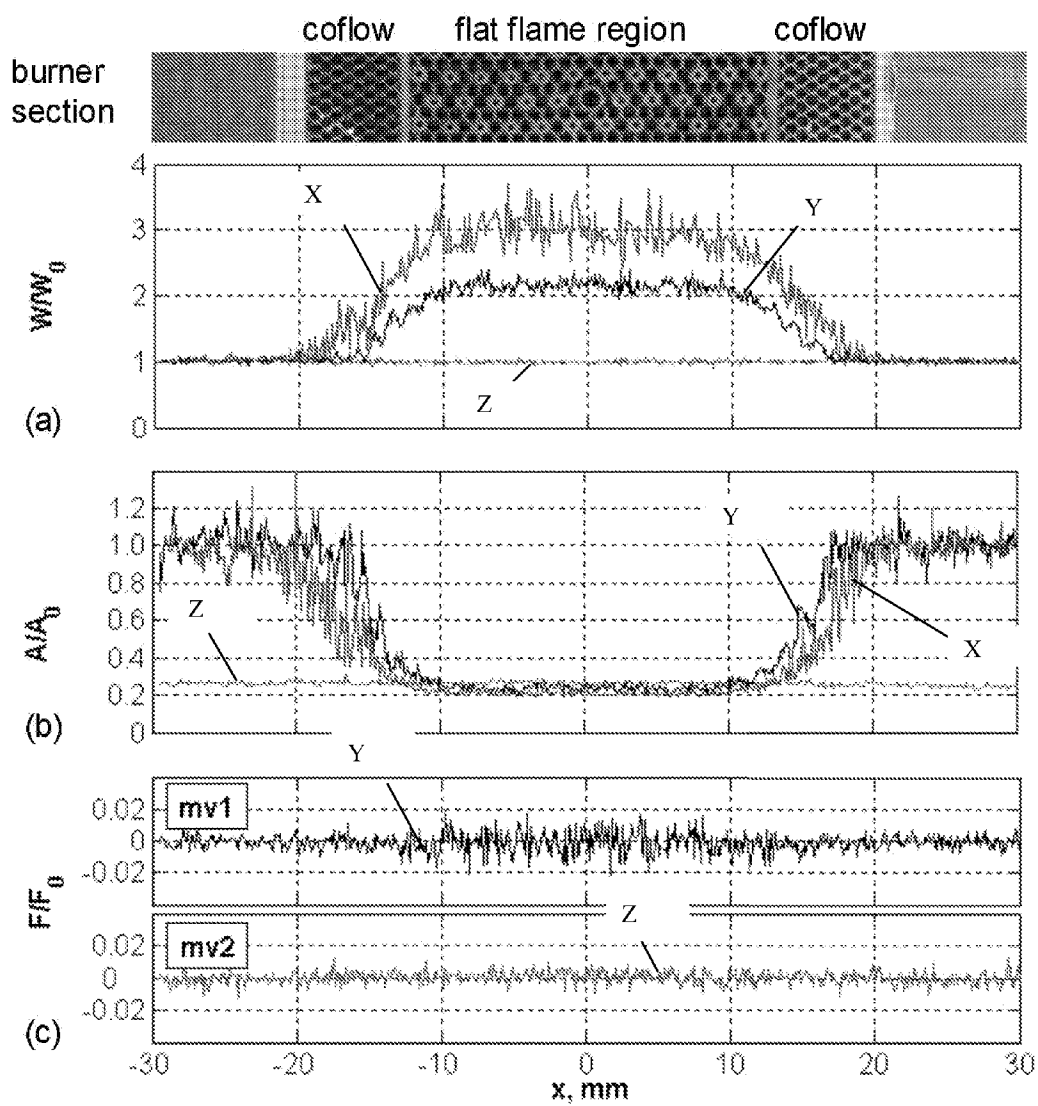 coflow flat flame region coflow
burner
section
4
X Y
3
W/W₀
2
1
Z
(a)
0
1.2
Y
1.0
0.8
Z
A/A₀
0.6
X
0.4
0.2
(b)
0
Y
mv1
0.02
0
-0.02
F/F₀
Z
mv2
0.02
0
-0.02
(c)
-30 -20 -10 0 10 20 30
x, mm